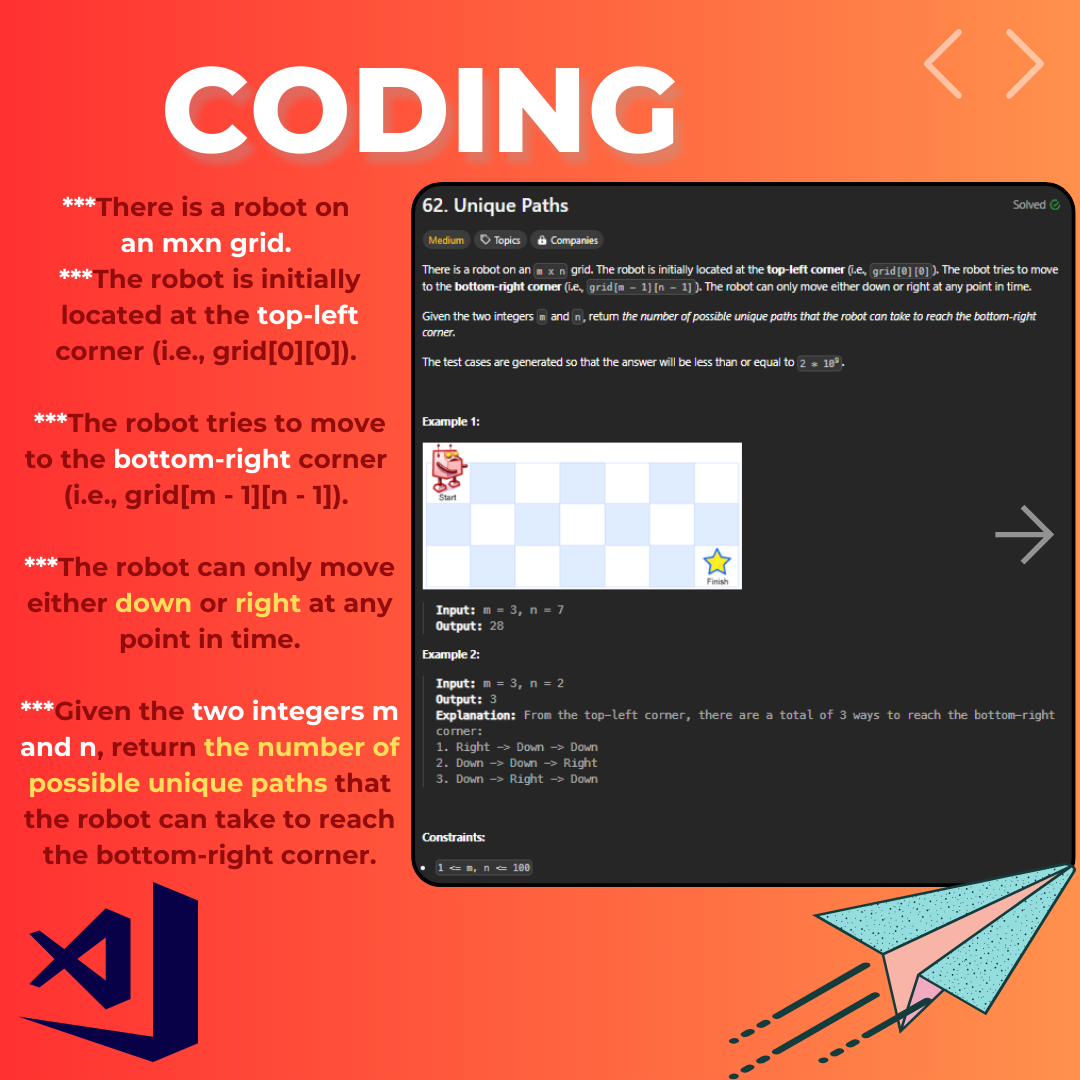 CODING
***There is a robot on
an mxn grid.
***The robot is initially
located at the top-left
corner (i.e., grid[0][0]).
***The robot tries to move
to the bottom-right corner
(i.e., grid[m - 1][n - 1]).
***The robot can only move
either down or right at any
point in time.
***Given the two integers m
and n, return the number of
possible unique paths that
the robot can take to reach
the bottom-right corner.
62. Unique Paths
Solved
Medium Topics Companies
There is a robot on an m x n grid. The robot is initially located at the top-left corner (i.e., grid[0][0]). The robot tries to move
to the bottom-right corner (i.e., grid[m - 1][n - 1]). The robot can only move either down or right at any point in time.
Given the two integers m and n, return the number of possible unique paths that the robot can take to reach the bottom-right
corner.
The test cases are generated so that the answer will be less than or equal to 2 * 10⁹.
Example 1:
Start
Finish
Input: m = 3, n = 7
Output: 28
Example 2:
Input: m = 3, n = 2
Output: 3
Explanation: From the top-left corner, there are a total of 3 ways to reach the bottom-right
corner:
1. Right -> Down -> Down
2. Down -> Down -> Right
3. Down -> Right -> Down
Constraints:
• 1 <= m, n <= 100